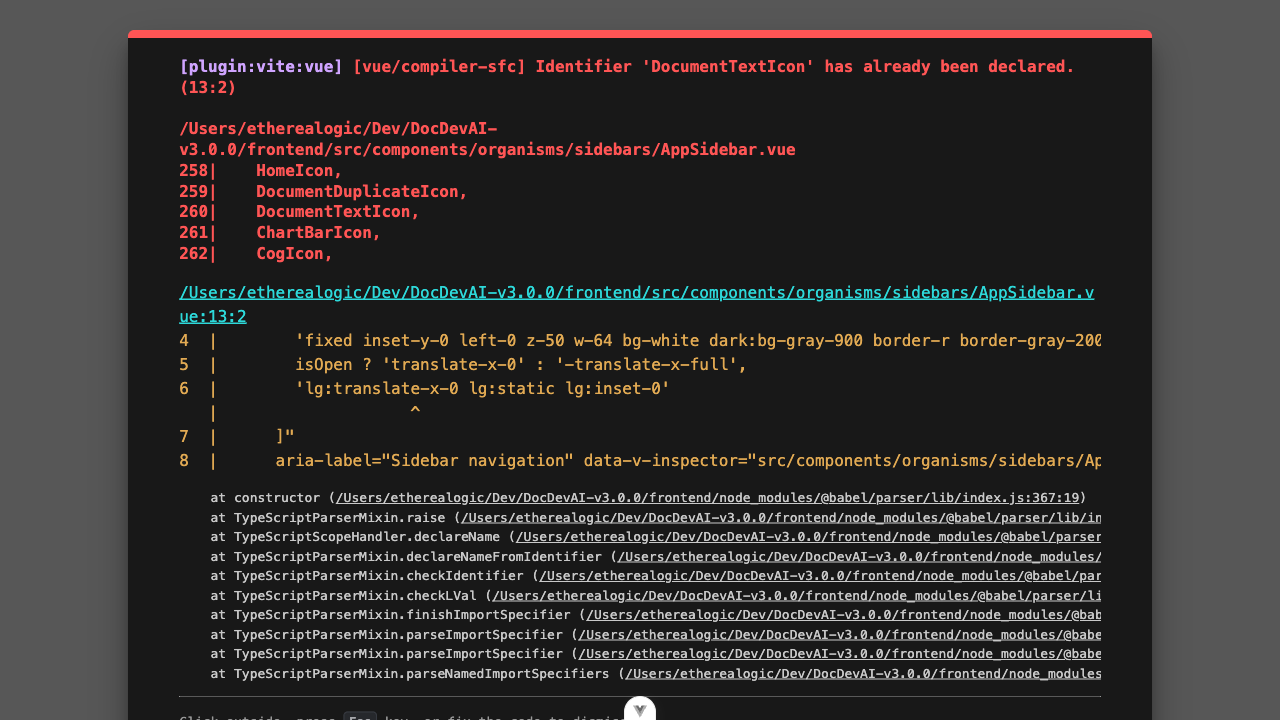 [plugin:vite:vue] [vue/compiler-sfc] Identifier 'DocumentTextIcon' has already been declared.
(13:2)
/Users/etherealogic/Dev/DocDevAI-
v3.0.0/frontend/src/components/organisms/sidebars/AppSidebar.vue
258|    HomeIcon,
259|    DocumentDuplicateIcon,
260|    DocumentTextIcon,
261|    ChartBarIcon,
262|    CogIcon,
/Users/etherealogic/Dev/DocDevAI-v3.0.0/frontend/src/components/organisms/sidebars/AppSidebar.v
ue:13:2
4  |        'fixed inset-y-0 left-0 z-50 w-64 bg-white dark:bg-gray-900 border-r border-gray-200
5  |        isOpen ? 'translate-x-0' : '-translate-x-full',
6  |        'lg:translate-x-0 lg:static lg:inset-0'
   |                    ^
7  |      ]"
8  |      aria-label="Sidebar navigation" data-v-inspector="src/components/organisms/sidebars/Ap
at constructor (/Users/etherealogic/Dev/DocDevAI-v3.0.0/frontend/node_modules/@babel/parser/lib/index.js:367:19)
at TypeScriptParserMixin.raise (/Users/etherealogic/Dev/DocDevAI-v3.0.0/frontend/node_modules/@babel/parser/lib/in
at TypeScriptScopeHandler.declareName (/Users/etherealogic/Dev/DocDevAI-v3.0.0/frontend/node_modules/@babel/parser
at TypeScriptParserMixin.declareNameFromIdentifier (/Users/etherealogic/Dev/DocDevAI-v3.0.0/frontend/node_modules/
at TypeScriptParserMixin.checkIdentifier (/Users/etherealogic/Dev/DocDevAI-v3.0.0/frontend/node_modules/@babel/par
at TypeScriptParserMixin.checkLVal (/Users/etherealogic/Dev/DocDevAI-v3.0.0/frontend/node_modules/@babel/parser/li
at TypeScriptParserMixin.finishImportSpecifier (/Users/etherealogic/Dev/DocDevAI-v3.0.0/frontend/node_modules/@bab
at TypeScriptParserMixin.parseImportSpecifier (/Users/etherealogic/Dev/DocDevAI-v3.0.0/frontend/node_modules/@babe
at TypeScriptParserMixin.parseImportSpecifier (/Users/etherealogic/Dev/DocDevAI-v3.0.0/frontend/node_modules/@babe
at TypeScriptParserMixin.parseNamedImportSpecifiers (/Users/etherealogic/Dev/DocDevAI-v3.0.0/frontend/node_modules
Click outside, press Esc key, or fix the code to